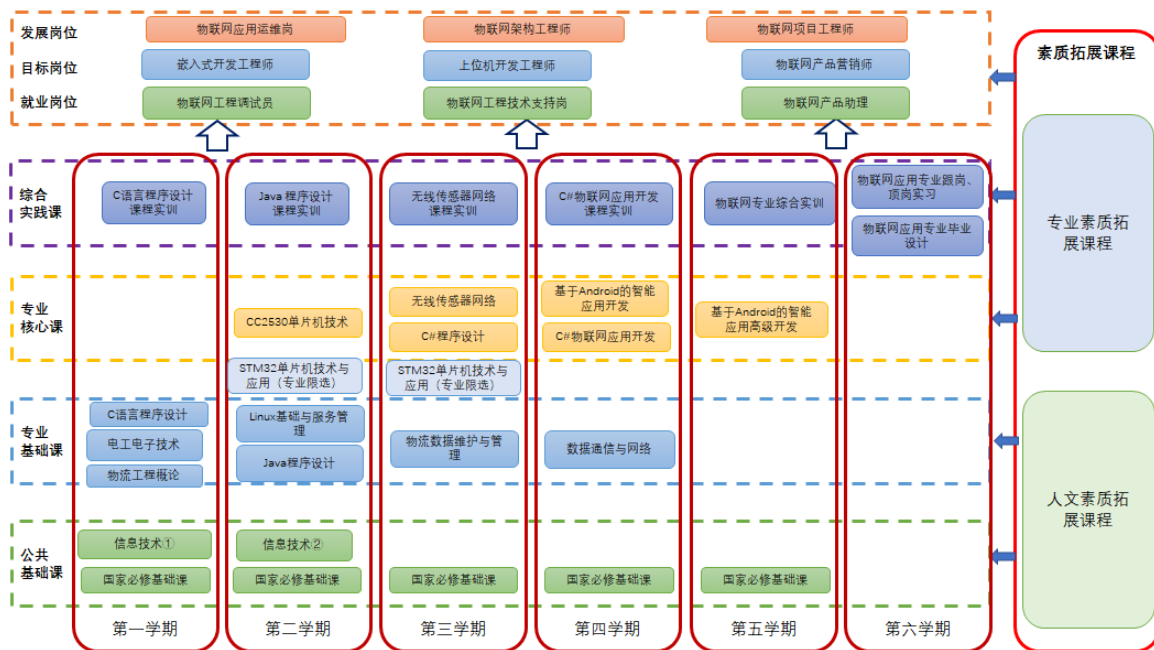 发展岗位
物联网应用运维岗
物联网架构工程师
物联网项目工程师
目标岗位
嵌入式开发工程师
上位机开发工程师
物联网产品营销师
就业岗位
物联网工程调试员
物联网工程技术支持岗
物联网产品助理
素质拓展课程
专业素质拓
展课程
人文素质拓
展课程
综合
实践课
C语言程序设计
课程实训
Java 程序设计
课程实训
无线传感器网络
课程实训
C#物联网应用开发
课程实训
物联网专业综合实训
物联网应用专业跟岗、
顶岗实习
物联网应用专业毕业
设计
专业
核心课
CC2530单片机技术
无线传感器网络
C#程序设计
基于Android的智能
应用开发
C#物联网应用开发
基于Android的智能
应用高级开发
STM32单片机技术与
应用（专业限选）
STM32单片机技术与
应用（专业限选）
专业
基础课
C语言程序设计
电工电子技术
物流工程概论
Linux基础与服务管
理
Java程序设计
物流数据维护与管
理
数据通信与网络
公共
基础课
信息技术①
信息技术②
国家必修基础课
国家必修基础课
国家必修基础课
国家必修基础课
国家必修基础课
第一学期
第二学期
第三学期
第四学期
第五学期
第六学期